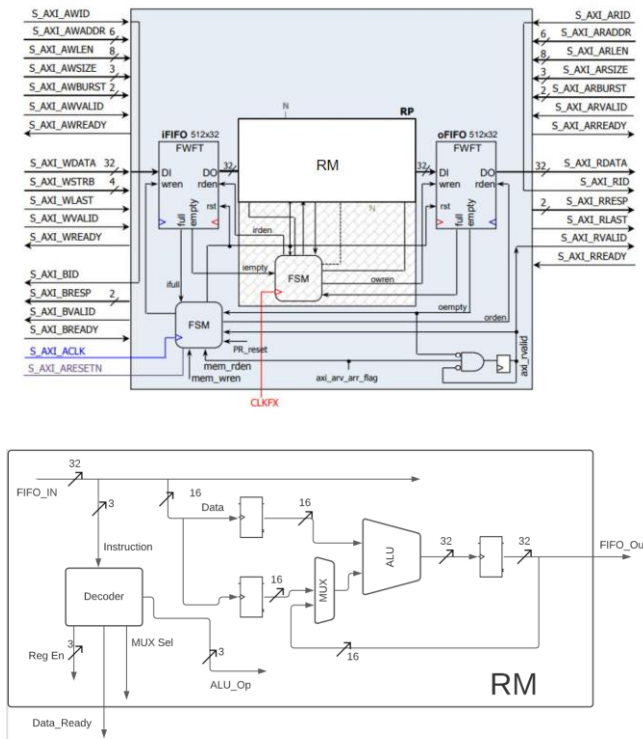 S_AXI_AWID
S_AXI_AWADDR 6
S_AXI_AWLEN 8
S_AXI_AWSIZE 3
S_AXI_AWBURST 2
S_AXI_AWVALID
S_AXI_AWREADY
S_AXI_WDATA 32
S_AXI_WSTRB 4
S_AXI_WLAST
S_AXI_WVALID
S_AXI_WREADY
S_AXI_BID
S_AXI_BRESP 2
S_AXI_BVALID
S_AXI_BREADY
S_AXI_ACLK
S_AXI_ARESETN
iFIFO 512x32
FWFT
DI DO
wren rden
rst
full
empty
32
N
RP
RM
N
irden
iempty
FSM
owren
CLKFX
32
oFIFO 512x32
FWFT
DI DO
wren rden
rst
full
empty
ifull
oempty
orden
FSM
PR_reset
mem_rden
mem_wren
axi_arv_arr_flag
axi_rvalid
S_AXI_ARID
6 S_AXI_ARADDR
8 S_AXI_ARLEN
3 S_AXI_ARSIZE
2 S_AXI_ARBURST
S_AXI_ARVALID
S_AXI_ARREADY
32 S_AXI_RDATA
S_AXI_RID
2 S_AXI_RRESP
S_AXI_RLAST
S_AXI_RVALID
S_AXI_RREADY
32
FIFO_IN
3
16
Data
16
Instruction
16
ALU
32
32
FIFO_Ou
Decoder
MUX
Reg En 3
MUX Sel
3
16
ALU_Op
RM
Data_Ready